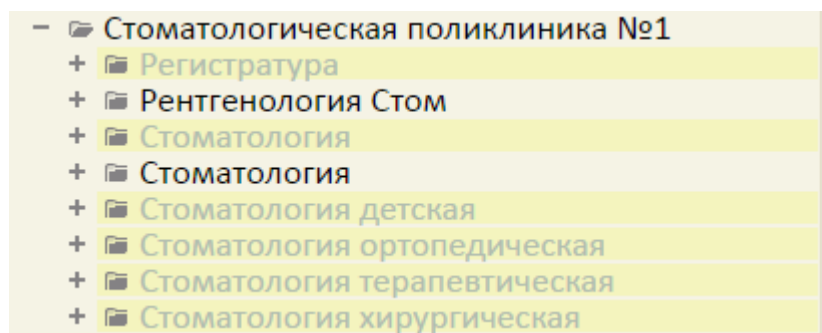 Стоматологическая поликлиника №1
Регистратура
Рентгенология Стом
Стоматология
Стоматология
Стоматология детская
Стоматология ортопедическая
Стоматология терапевтическая
Стоматология хирургическая